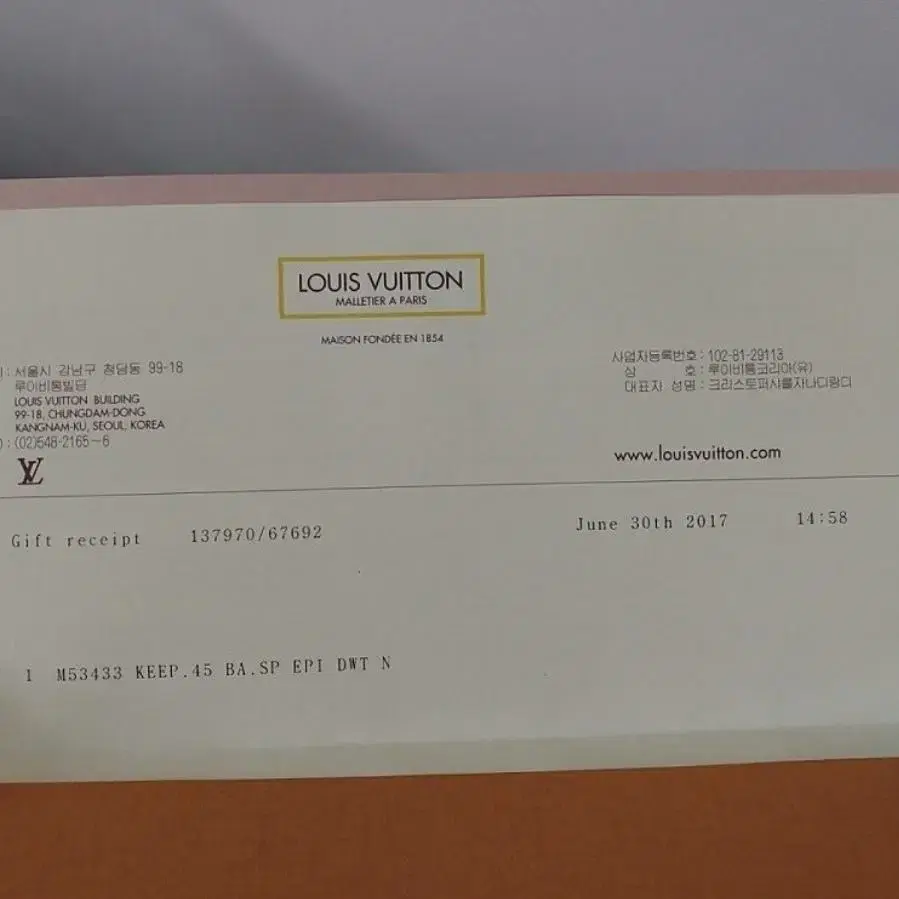 LOUIS VUITTON
MALLETIER A PARIS
MAISON FONDÉE EN 1854
: 서울시 강남구 청담동 99-18
루이비통빌딩
LOUIS VUITTON BUILDING
99-18, CHUNGDAM-DONG
KANGNAM-KU, SEOUL, KOREA
: (02)548-2165~6
LV
사업자등록번호 : 102-81-29113
상 호 : 루이비통코리아(유)
대표자 성명 : 크리스토퍼샤를자나디랑디
www.louisvuitton.com
Gift receipt 137970/67692 June 30th 2017 14:58
1 M53433 KEEP.45 BA.SP EPI DWT N